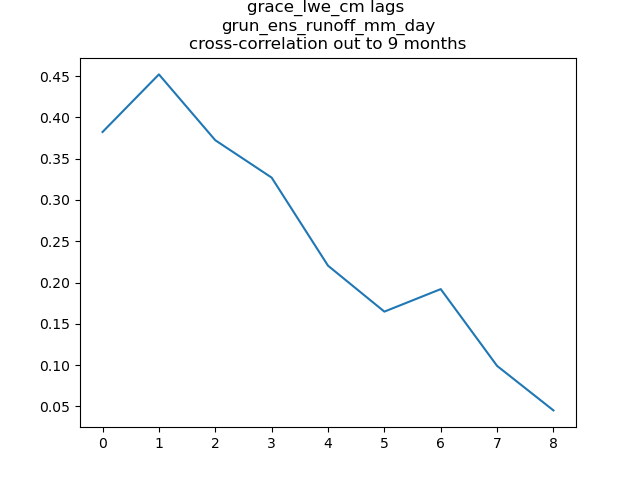 grace_lwe_cm lags
grun_ens_runoff_mm_day
cross-correlation out to 9 months
0.45
0.40
0.35
0.30
0.25
0.20
0.15
0.10
0.05
0 1 2 3 4 5 6 7 8